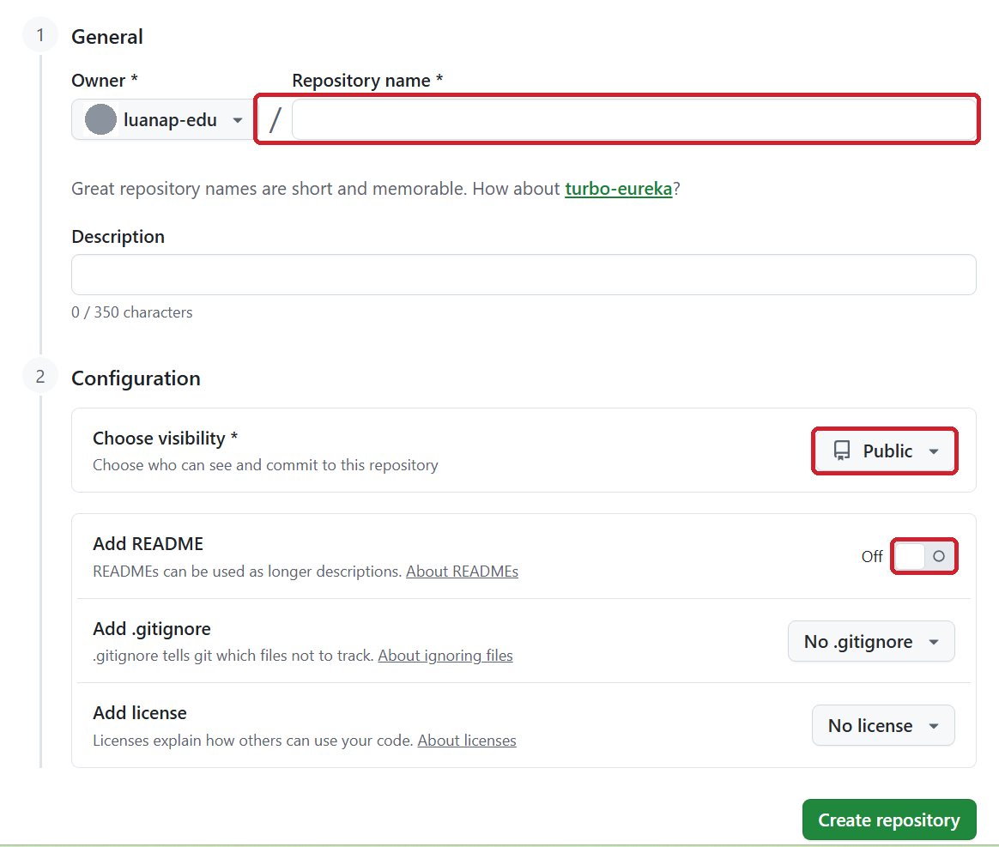 1 General
Owner * Repository name *
luanap-edu /
Great repository names are short and memorable. How about turbo-eureka?
Description
0 / 350 characters
2 Configuration
Choose visibility *
Choose who can see and commit to this repository
Public
Add README
READMEs can be used as longer descriptions. About READMEs
Off
Add .gitignore
.gitignore tells git which files not to track. About ignoring files
No .gitignore
Add license
Licenses explain how others can use your code. About licenses
No license
Create repository